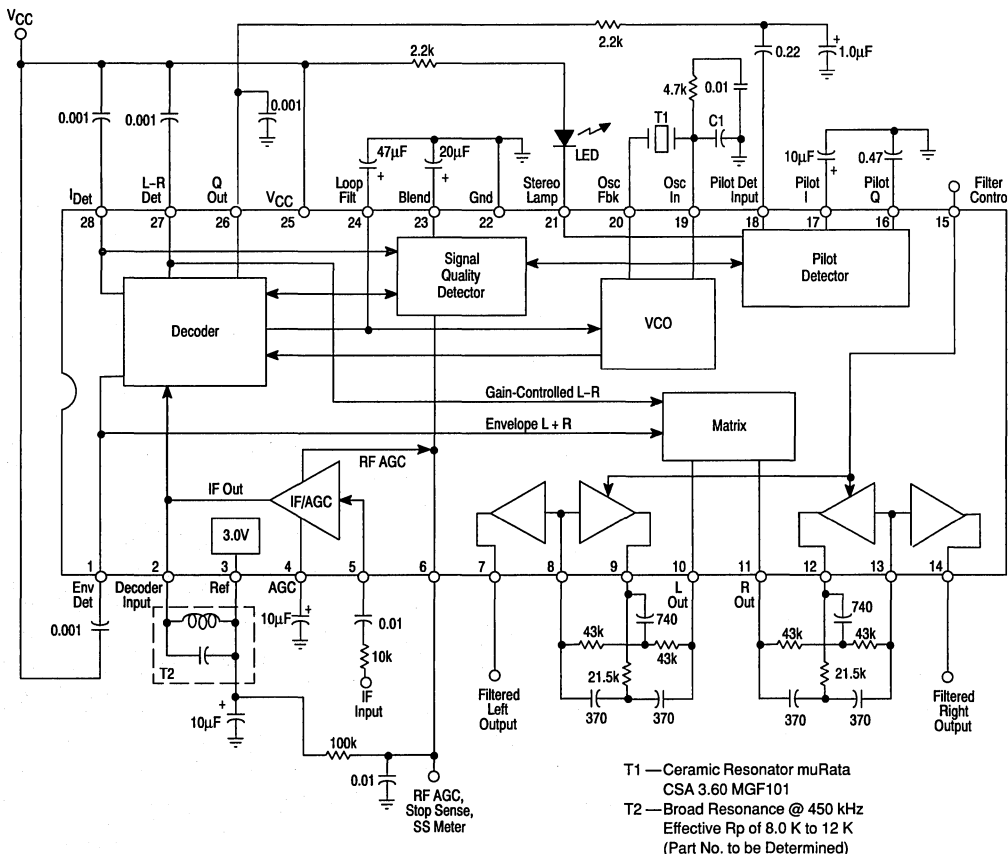 VCC
2.2k
0.22
+
1.0µF
2.2k
0.001
0.001
0.001
4.7k
0.01
T1
C1
47µF
+
20µF
+
LED
10µF
+
0.47
IDet
L–R
Det
Q
Out
VCC
Loop
Filt
Blend
Gnd
Stereo
Lamp
Osc
Fbk
Osc
In
Pilot Det
Input
Pilot
I
Pilot
Q
Filter
Control
28
27
26
25
24
23
22
21
20
19
18
17
16
15
Decoder
Signal
Quality
Detector
VCO
Pilot
Detector
Gain-Controlled L–R
Envelope L + R
Matrix
RF AGC
IF Out
IF/AGC
3.0V
1
2
3
4
5
6
7
8
9
10
11
12
13
14
Env
Det
Decoder
Input
Ref
AGC
L
Out
R
Out
0.001
T2
10µF
+
0.01
10k
IF
Input
+
10µF
100k
0.01
RF AGC,
Stop Sense,
SS Meter
Filtered
Left
Output
43k
740
43k
21.5k
370
370
43k
740
43k
21.5k
370
370
Filtered
Right
Output
T1 — Ceramic Resonator muRata
CSA 3.60 MGF101
T2 — Broad Resonance @ 450 kHz
Effective Rp of 8.0 K to 12 K
(Part No. to be Determined)